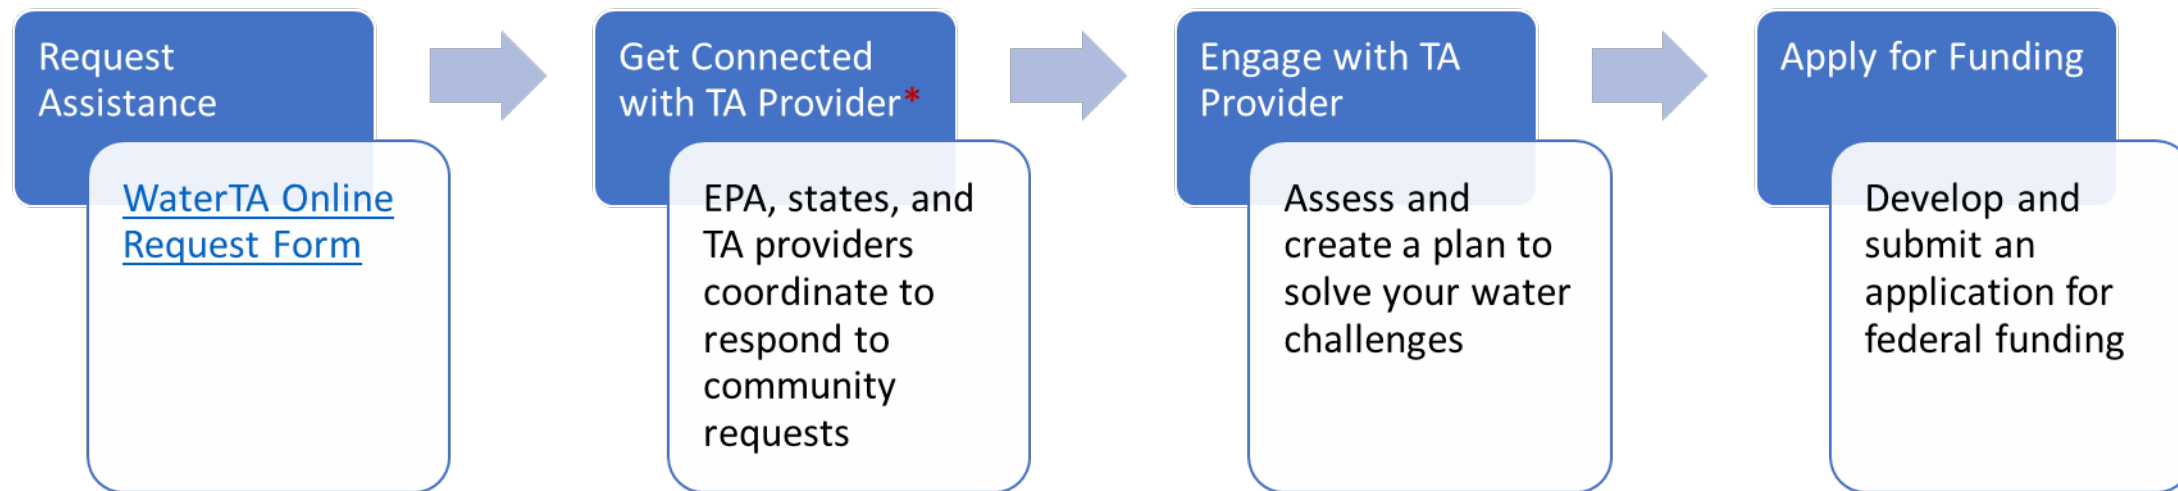 Request
Assistance
WaterTA Online
Request Form
Get Connected
with TA Provider*
EPA, states, and
TA providers
coordinate to
respond to
community
requests
Engage with TA
Provider
Assess and
create a plan to
solve your water
challenges
Apply for Funding
Develop and
submit an
application for
federal funding